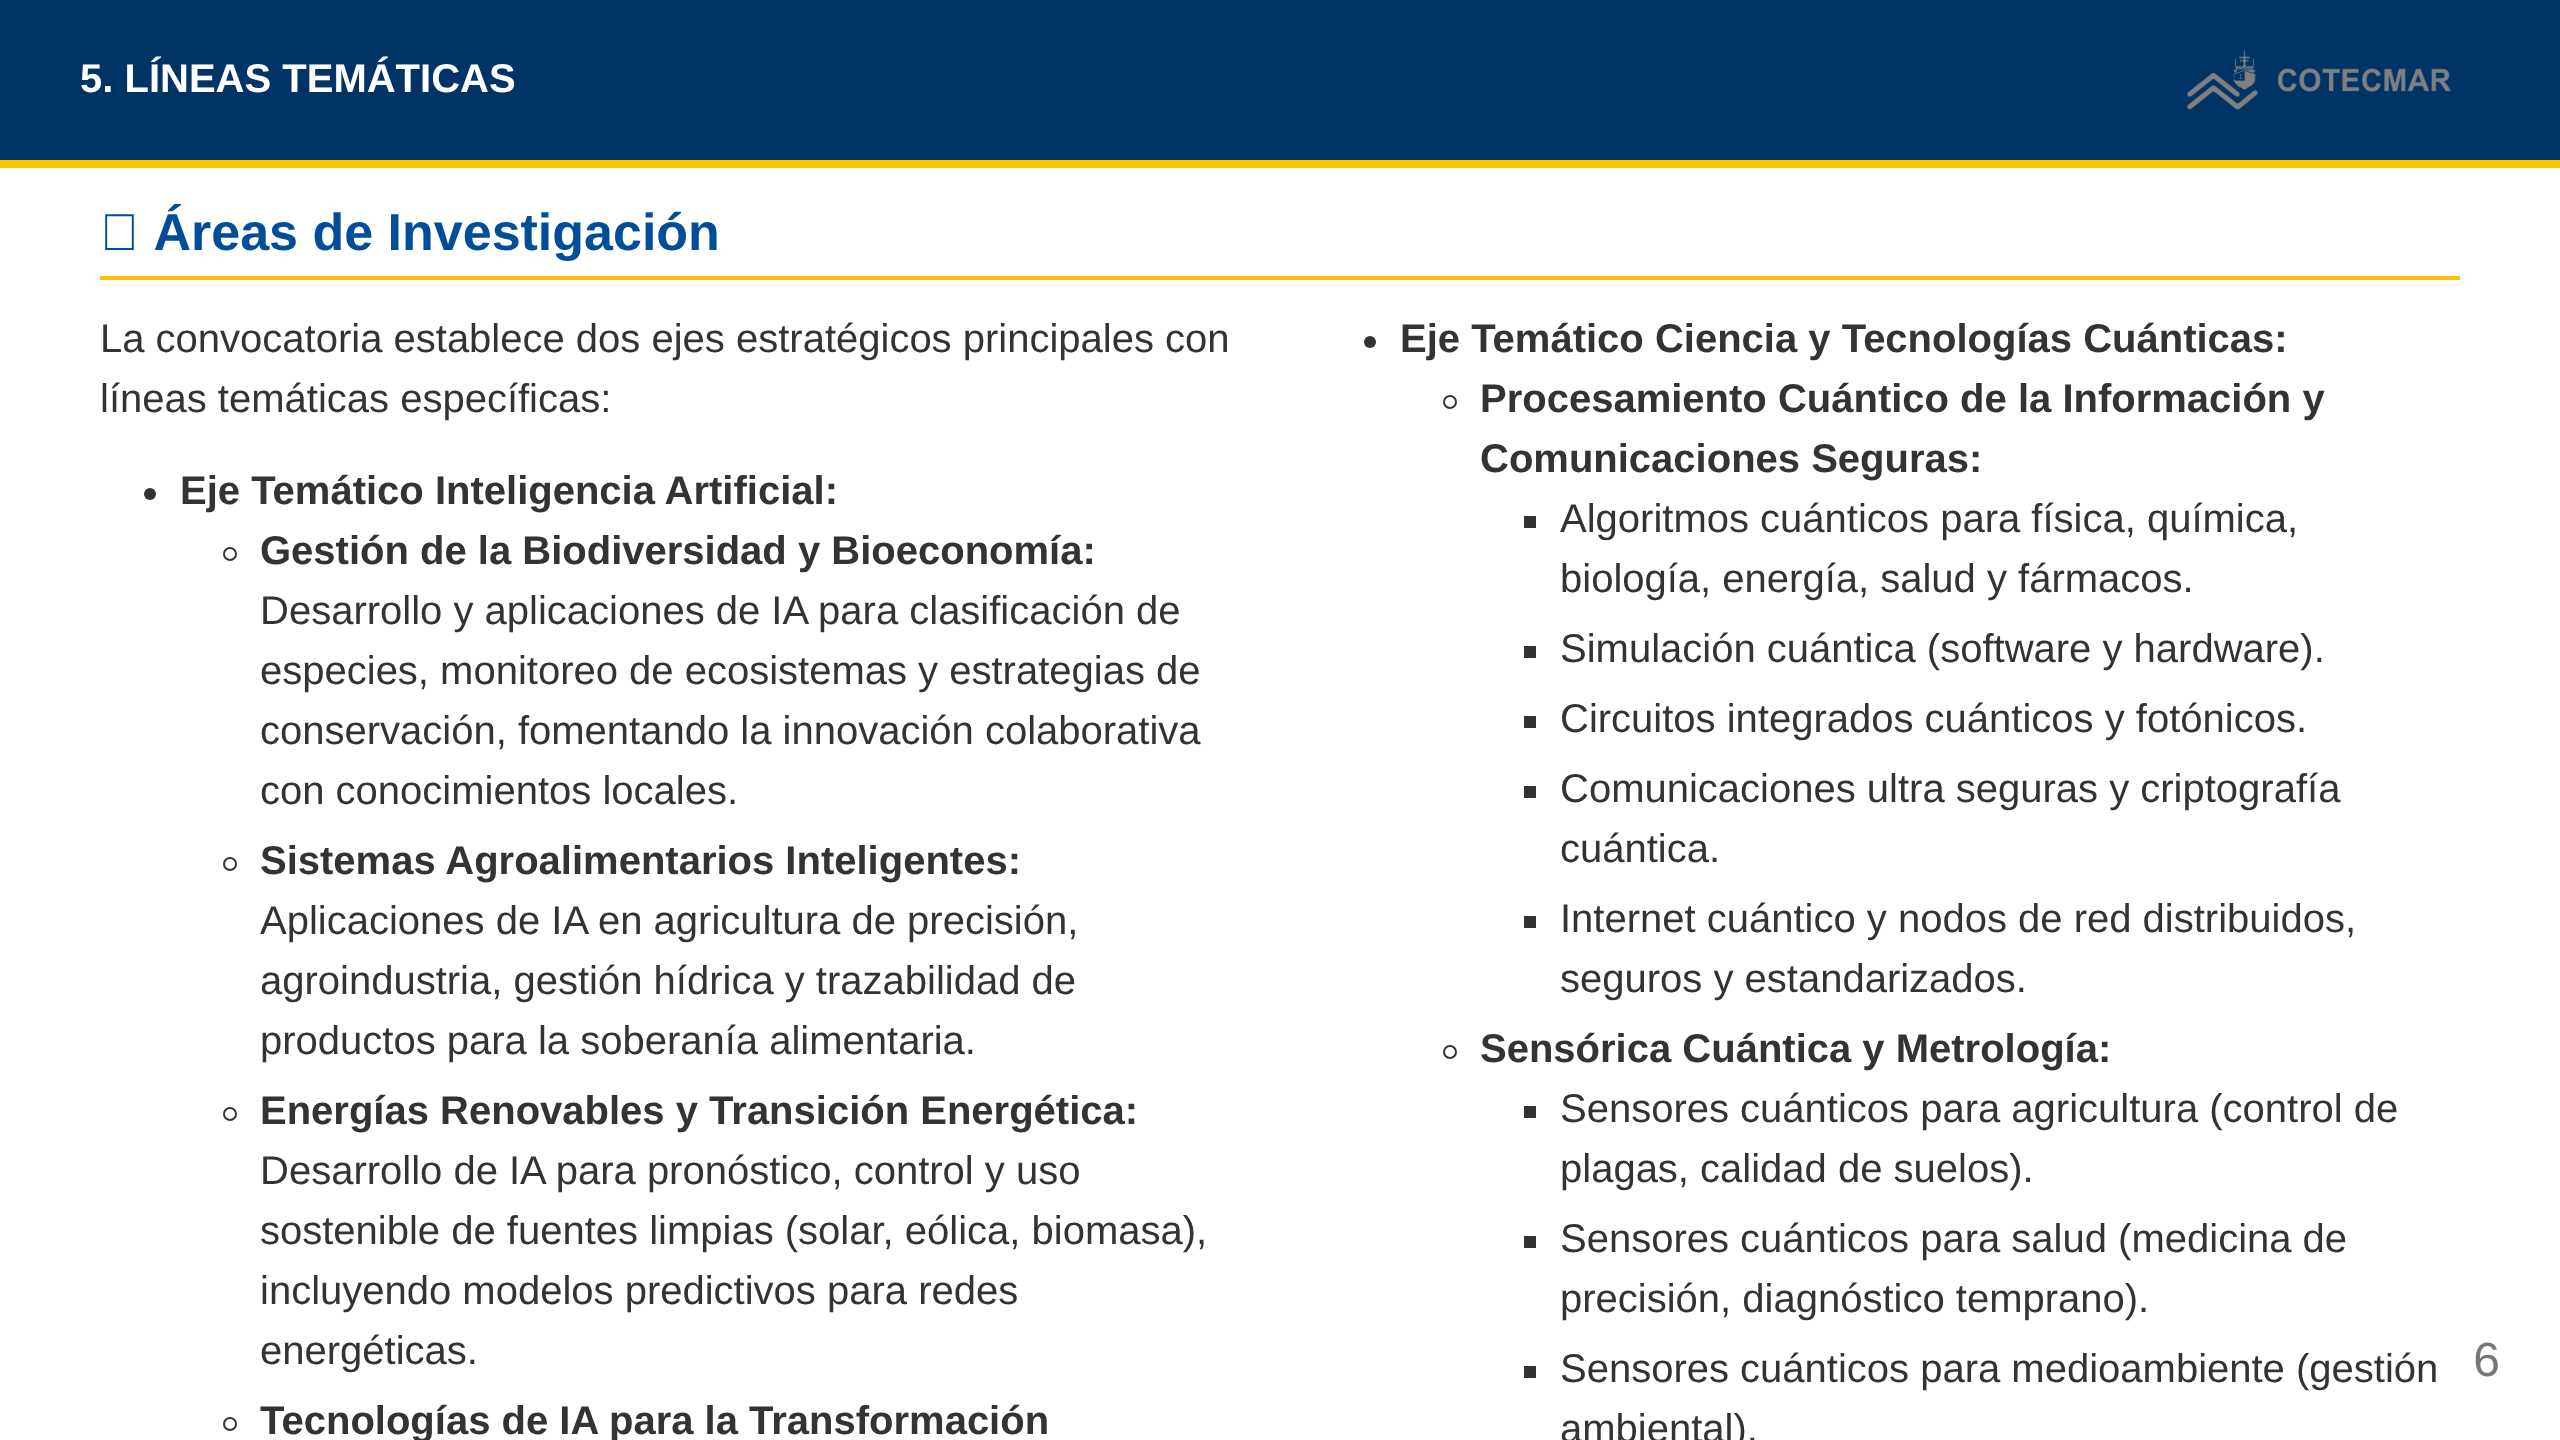 5. LÍNEAS TEMÁTICAS
COTECMAR
Áreas de Investigación
La convocatoria establece dos ejes estratégicos principales con
líneas temáticas específicas:
Eje Temático Inteligencia Artificial:
Gestión de la Biodiversidad y Bioeconomía:
Desarrollo y aplicaciones de IA para clasificación de
especies, monitoreo de ecosistemas y estrategias de
conservación, fomentando la innovación colaborativa
con conocimientos locales.
Sistemas Agroalimentarios Inteligentes:
Aplicaciones de IA en agricultura de precisión,
agroindustria, gestión hídrica y trazabilidad de
productos para la soberanía alimentaria.
Energías Renovables y Transición Energética:
Desarrollo de IA para pronóstico, control y uso
sostenible de fuentes limpias (solar, eólica, biomasa),
incluyendo modelos predictivos para redes
energéticas.
Tecnologías de IA para la Transformación
Eje Temático Ciencia y Tecnologías Cuánticas:
Procesamiento Cuántico de la Información y
Comunicaciones Seguras:
Algoritmos cuánticos para física, química,
biología, energía, salud y fármacos.
Simulación cuántica (software y hardware).
Circuitos integrados cuánticos y fotónicos.
Comunicaciones ultra seguras y criptografía
cuántica.
Internet cuántico y nodos de red distribuidos,
seguros y estandarizados.
Sensórica Cuántica y Metrología:
Sensores cuánticos para agricultura (control de
plagas, calidad de suelos).
Sensores cuánticos para salud (medicina de
precisión, diagnóstico temprano).
Sensores cuánticos para medioambiente (gestión
ambiental).
6